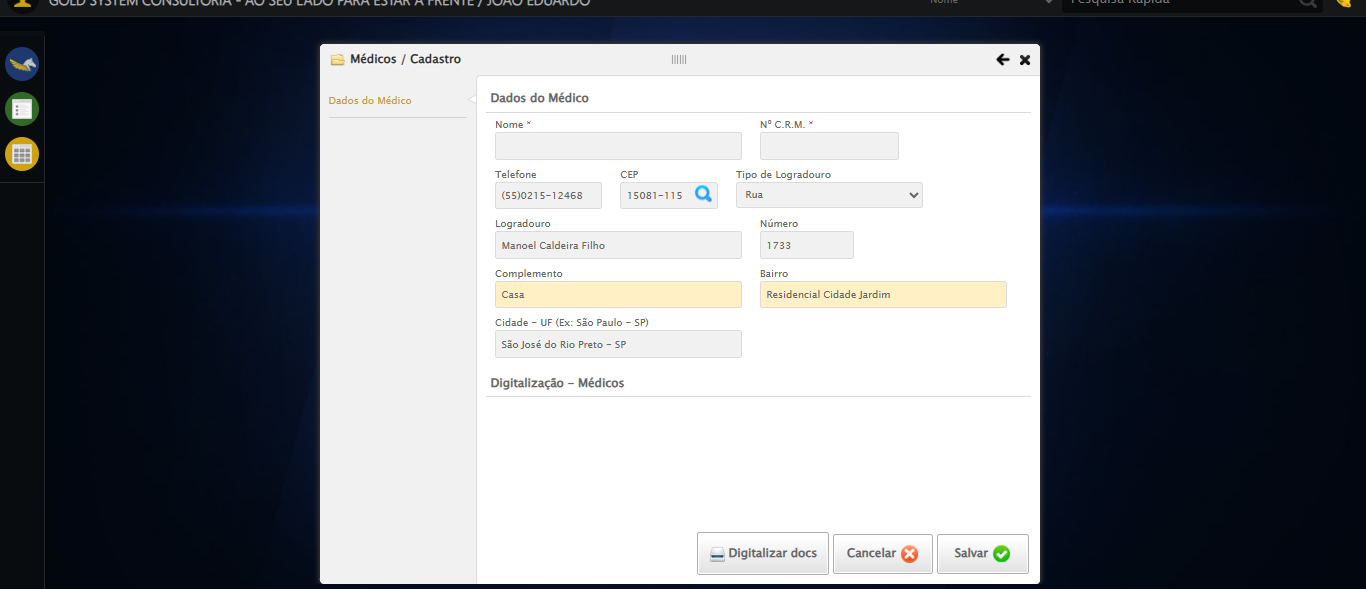 GOLD SYSTEM CONSULTORIA - AO SEU LADO PARA ESTAR A FRENTE / JOAO EDUARDO
Nome
Pesquisa Rápida
Médicos / Cadastro
Dados do Médico
Dados do Médico
Nome *
Nº C.R.M. *
Telefone
CEP
Tipo de Logradouro
(55)0215-12468
15081-115
Rua
Logradouro
Número
Manoel Caldeira Filho
1733
Complemento
Bairro
Casa
Residencial Cidade Jardim
Cidade - UF (Ex: São Paulo - SP)
São José do Rio Preto - SP
Digitalização - Médicos
Digitalizar docs
Cancelar
Salvar